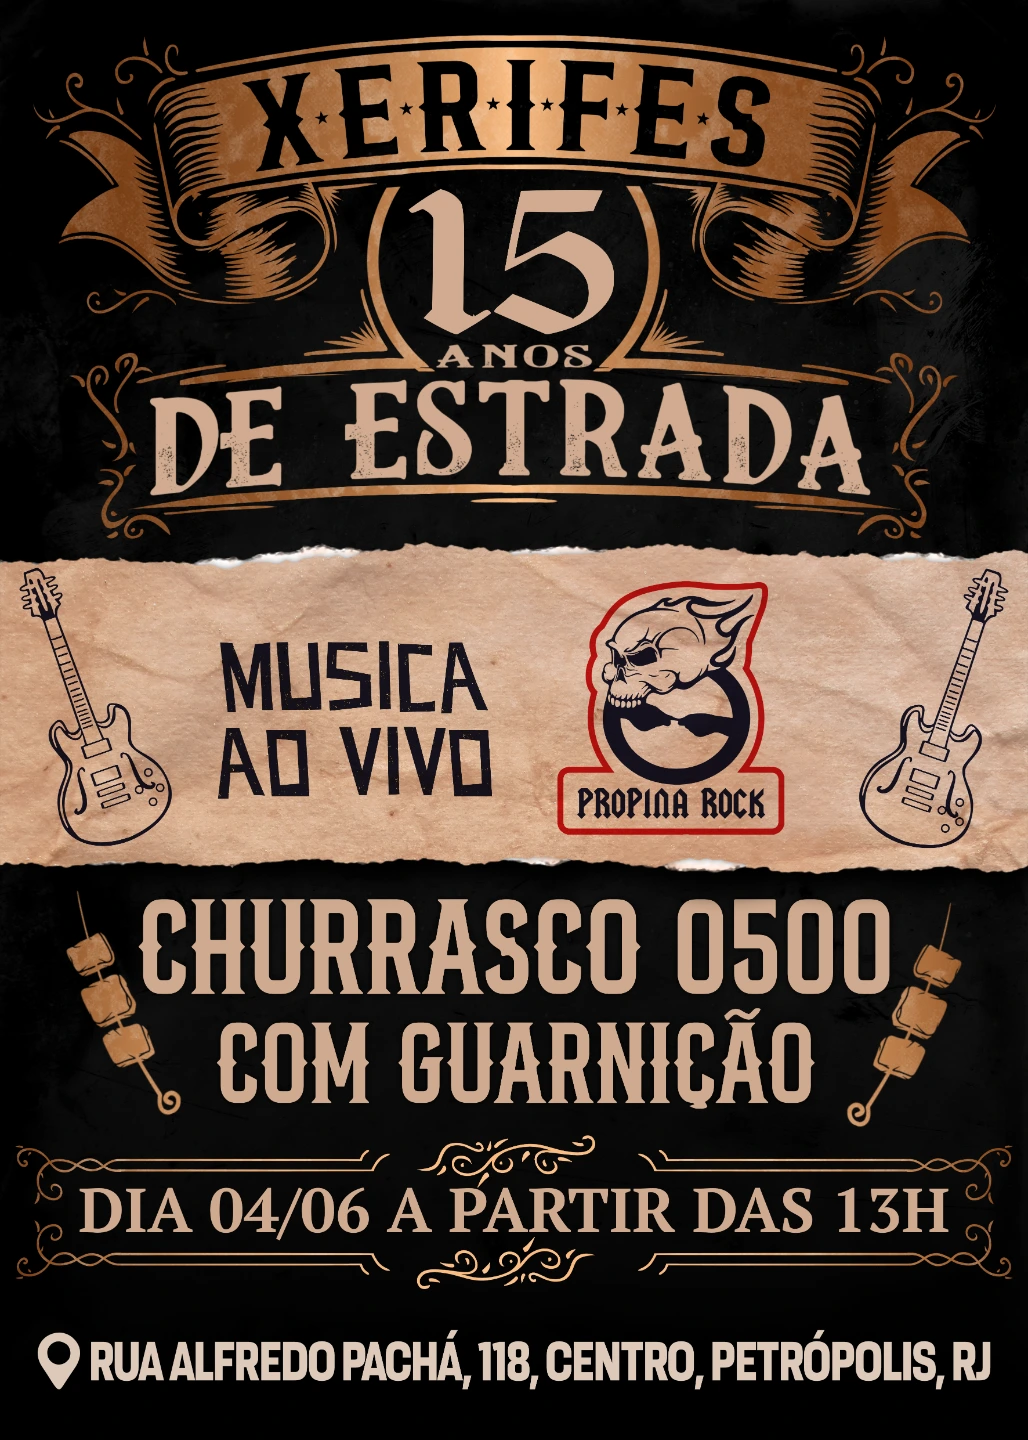 XERIFES
15
ANOS
DE ESTRADA
MUSICA
AO VIVO
PROPINA ROCK
CHURRASCO 0500
COM GUARNIÇÃO
DIA 04/06 A PARTIR DAS 13H
RUA ALFREDO PACHÁ, 118, CENTRO, PETRÓPOLIS, RJ